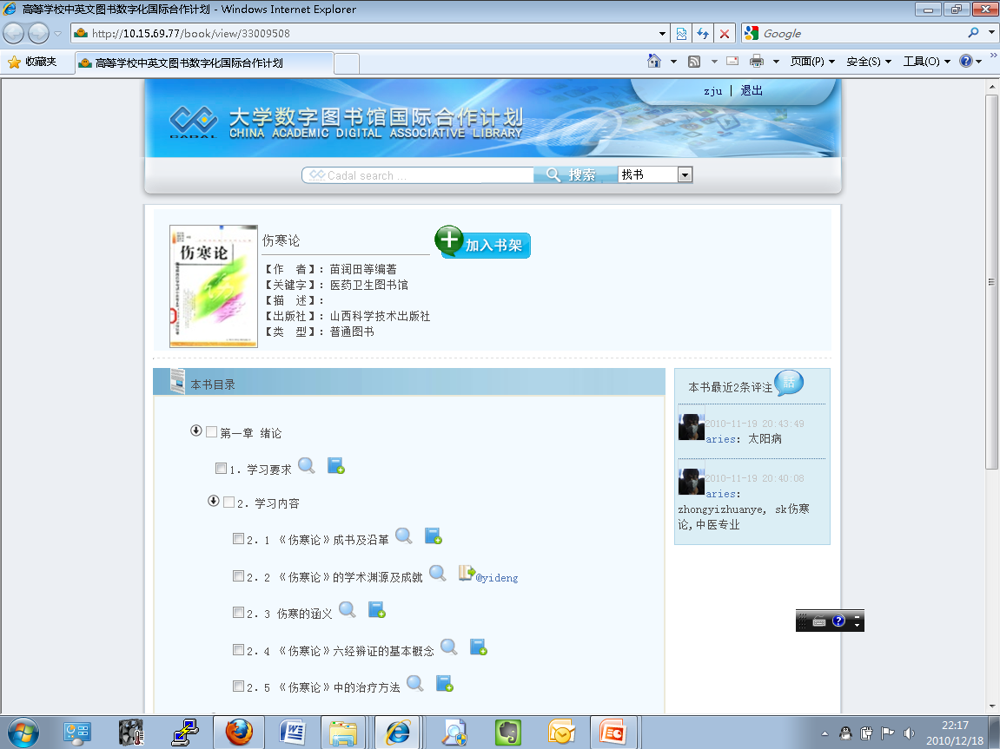 高等学校中英文图书数字化国际合作计划 - Windows Internet Explorer
http://10.15.69.77/book/view/33009508
Google
收藏夹
高等学校中英文图书数字化国际合作计划
页面(P)
安全(S)
工具(O)
zju | 退出
CADAL
大学数字图书馆国际合作计划
CHINA ACADEMIC DIGITAL ASSOCIATIVE LIBRARY
Cadal search ...
搜索
找书
伤寒论
伤寒论
加入书架
【作 者】：苗润田等编著
【关键字】：医药卫生图书馆
【描 述】：
【出版社】：山西科学技术出版社
【类 型】：普通图书
本书目录
第一章 绪论
1. 学习要求
2. 学习内容
2. 1 《伤寒论》成书及沿革
2. 2 《伤寒论》的学术渊源及成就
@yideng
2. 3 伤寒的涵义
2. 4 《伤寒论》六经辨证的基本概念
2. 5 《伤寒论》中的治疗方法
本书最近2条评注
話
2010-11-19 20:43:49
aries: 太阳病
2010-11-19 20:40:08
aries:
zhongyizhuanye, sk伤寒
论,中医专业
22:17
2010/12/18